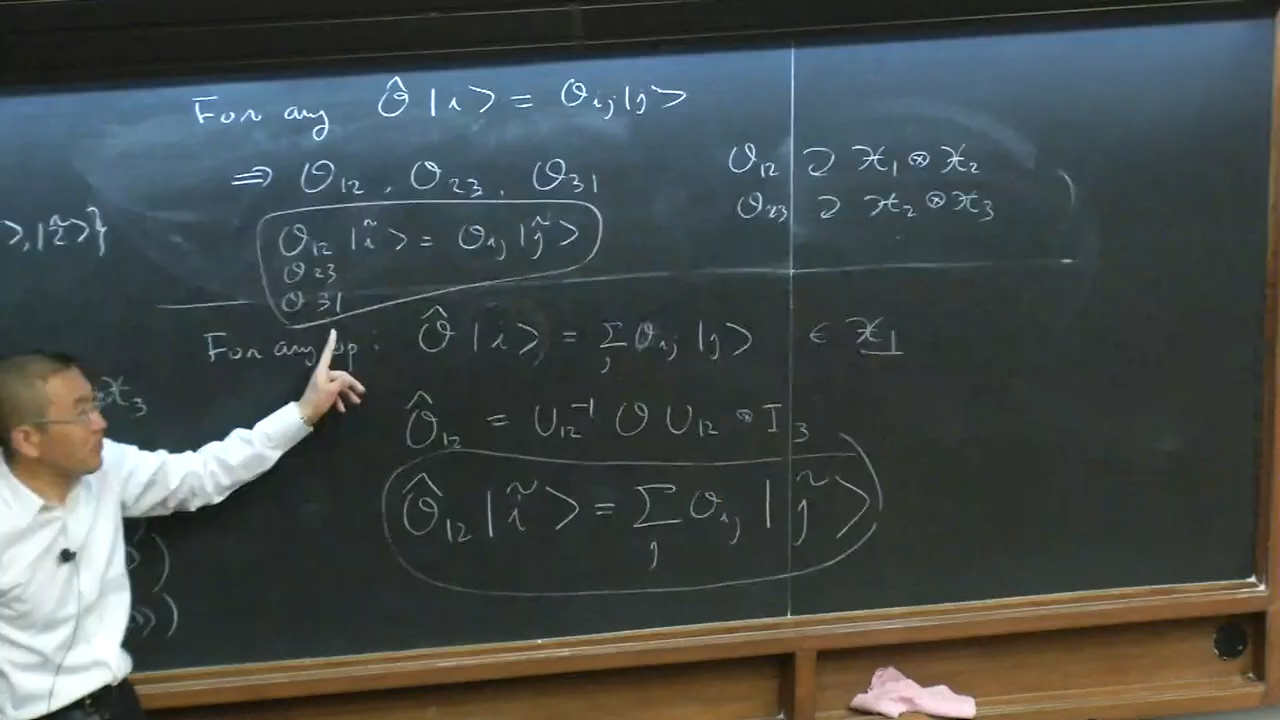 For any Ô |i> = O_ij |j>
⇒ O_12 , O_23 , O_31
O_12 |ĩ> = O_ij |j̃>
O_23
O_31
O_12 ⊃ ℋ_1 ⊗ ℋ_2
O_23 ⊃ ℋ_2 ⊗ ℋ_3 )
>, |2̃>}
For any op : Ô |i> = Σ_j O_ij |j> ∈ ℋ_1
ℋ_3
Ô_12 = U_12^-1 O U_12 ⊗ I_3
Ô_12 |ĩ> = Σ_j O_ij |j̃>